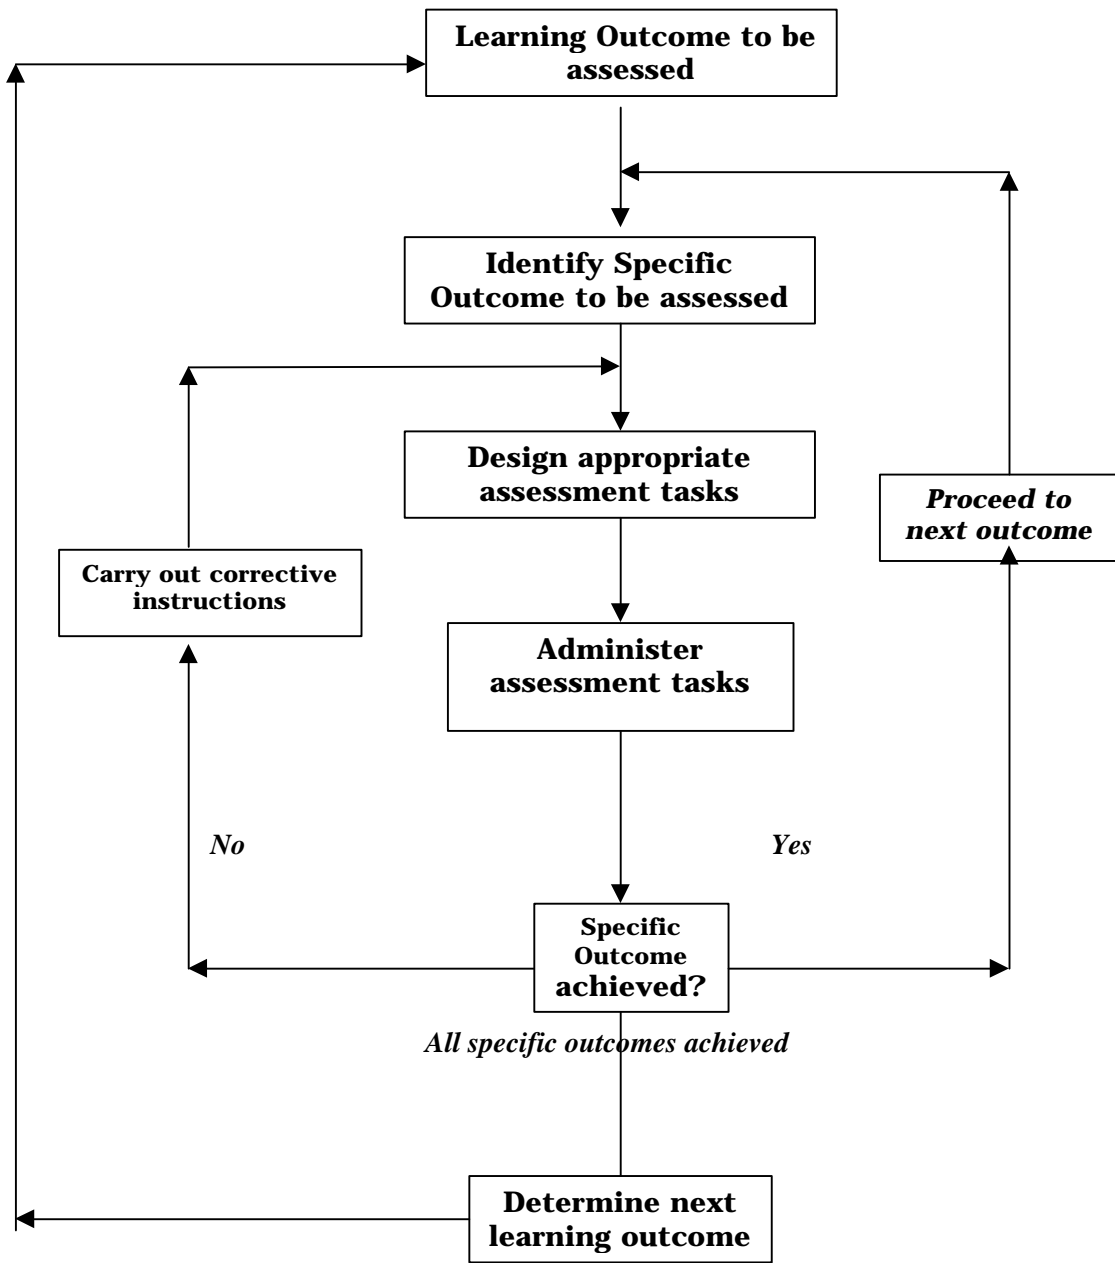 Learning Outcome to be
assessed
Identify Specific
Outcome to be assessed
Design appropriate
assessment tasks
Proceed to
next outcome
Carry out corrective
instructions
Administer
assessment tasks
No
Yes
Specific
Outcome
achieved?
All specific outcomes achieved
Determine next
learning outcome